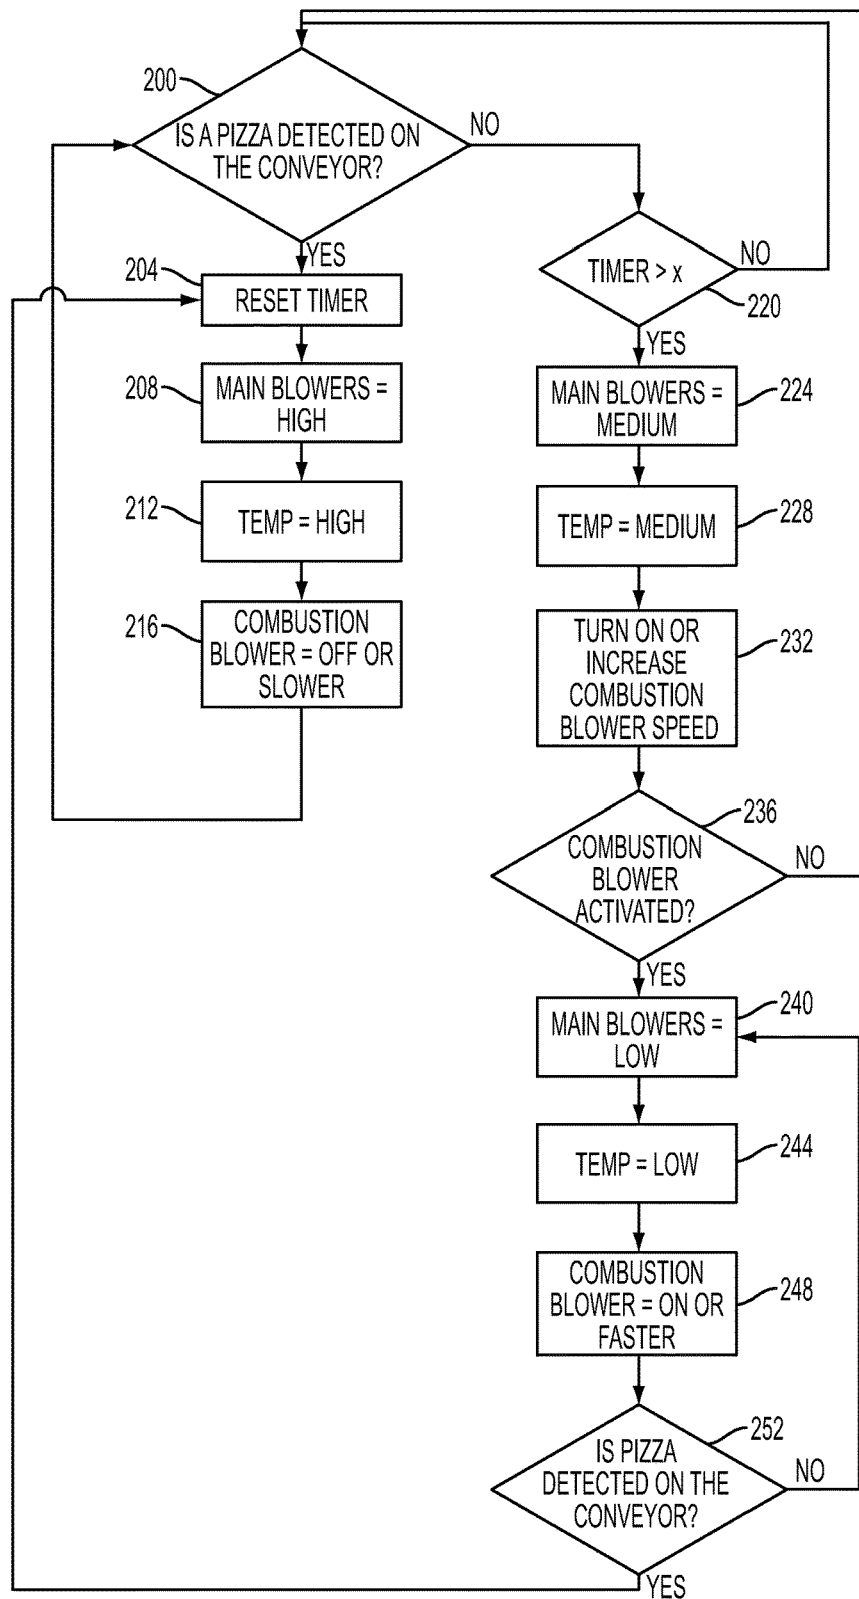 200
IS A PIZZA DETECTED ON
THE CONVEYOR?
NO
YES
204
RESET TIMER
208
MAIN BLOWERS =
HIGH
212
TEMP = HIGH
216
COMBUSTION
BLOWER = OFF OR
SLOWER
TIMER > x
NO
220
YES
MAIN BLOWERS =
MEDIUM
224
TEMP = MEDIUM
228
TURN ON OR
INCREASE
COMBUSTION
BLOWER SPEED
232
236
COMBUSTION
BLOWER
ACTIVATED?
NO
YES
MAIN BLOWERS =
LOW
240
TEMP = LOW
244
COMBUSTION
BLOWER = ON OR
FASTER
248
252
IS PIZZA
DETECTED ON THE
CONVEYOR?
NO
YES